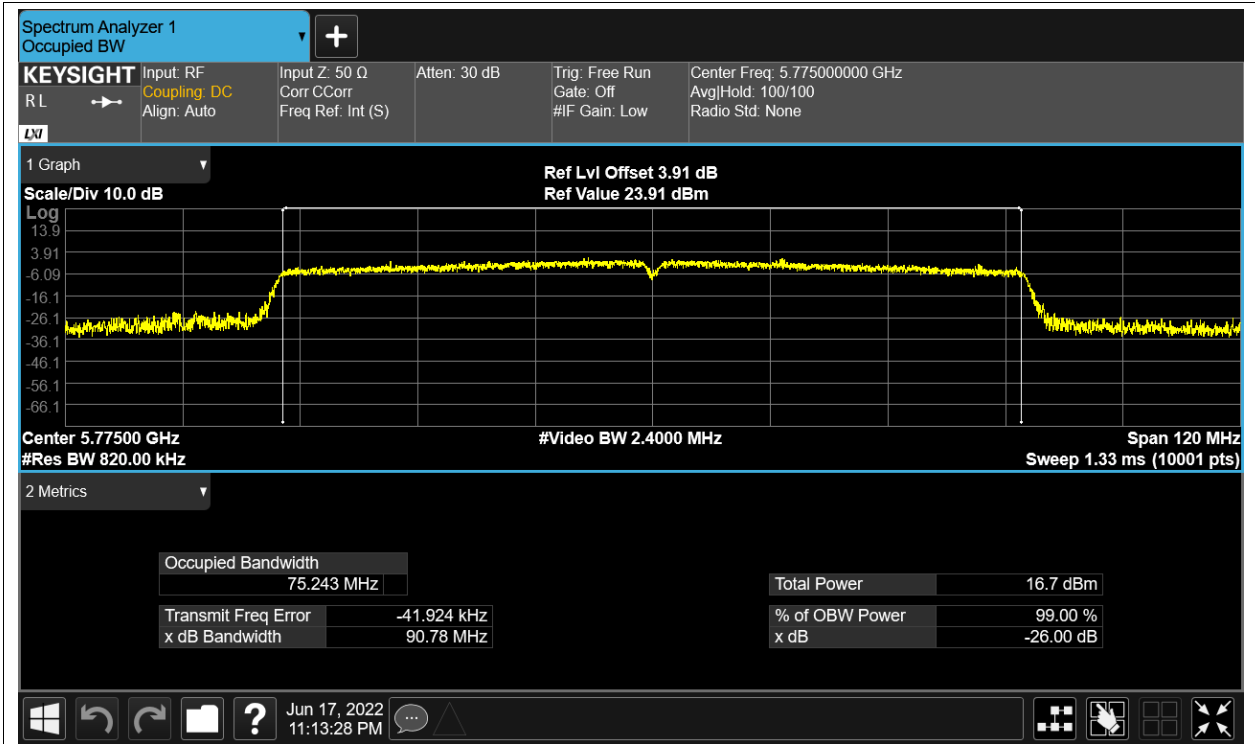 Spectrum Analyzer 1
Occupied BW
+
KEYSIGHT
R L
LXI
Input: RF
Coupling: DC
Align: Auto
Input Z: 50 Ω
Corr CCorr
Freq Ref: Int (S)
Atten: 30 dB
Trig: Free Run
Gate: Off
#IF Gain: Low
Center Freq: 5.775000000 GHz
Avg|Hold: 100/100
Radio Std: None
1 Graph
Scale/Div 10.0 dB
Ref Lvl Offset 3.91 dB
Ref Value 23.91 dBm
Log
13.9
3.91
-6.09
-16.1
-26.1
-36.1
-46.1
-56.1
-66.1
Center 5.77500 GHz
#Video BW 2.4000 MHz
Span 120 MHz
#Res BW 820.00 kHz
Sweep 1.33 ms (10001 pts)
2 Metrics
Occupied Bandwidth
75.243 MHz
Total Power 16.7 dBm
Transmit Freq Error -41.924 kHz
% of OBW Power 99.00 %
x dB Bandwidth 90.78 MHz
x dB -26.00 dB
?
Jun 17, 2022
11:13:28 PM